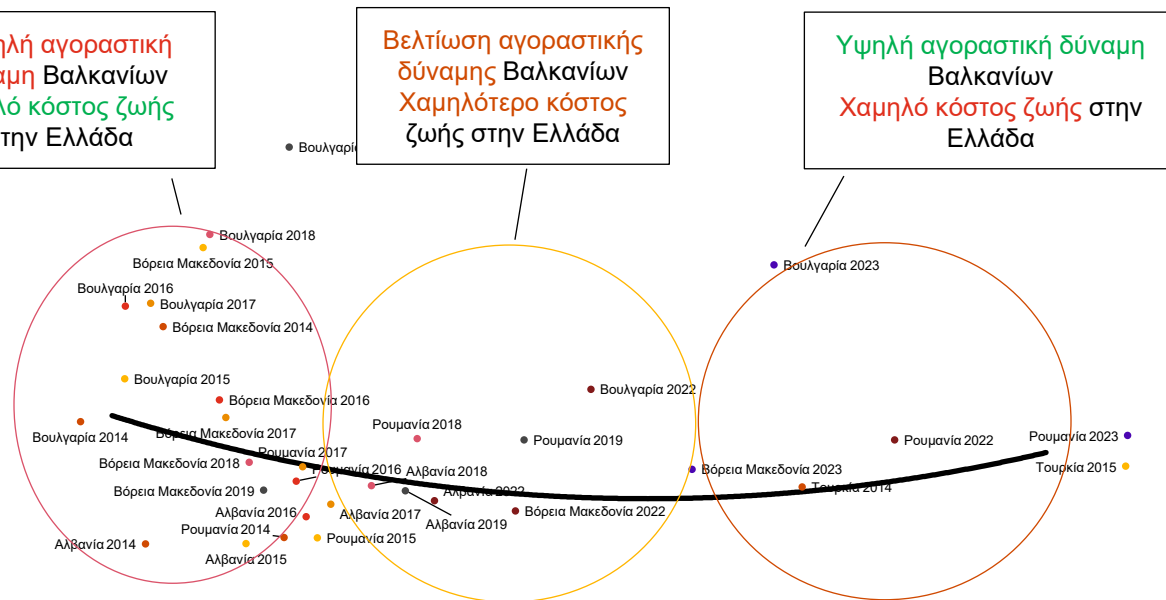 αγοραστική
Βαλκανίων
κόστος ζωής
Ελλάδα
Βελτίωση αγοραστικής
δύναμης Βαλκανίων
Χαμηλότερο κόστος
ζωής στην Ελλάδα
Υψηλή αγοραστική δύναμη
Βαλκανίων
Χαμηλό κόστος ζωής στην
Ελλάδα
Βουλγαρία 2018
Βόρεια Μακεδονία 2015
Βουλγαρία 2023
Βουλγαρία 2016
Βουλγαρία 2017
Βόρεια Μακεδονία 2014
Βουλγαρία 2015
Βουλγαρία 2022
Βόρεια Μακεδονία 2016
Βουλγαρία 2014
Βόρεια Μακεδονία 2017
Ρουμανία 2018
Ρουμανία 2019
Ρουμανία 2022
Ρουμανία 2023
Ρουμανία 2017
Βόρεια Μακεδονία 2018
Ρουμανία 2016
Αλβανία 2018
Βόρεια Μακεδονία 2023
Τουρκία 2015
Βόρεια Μακεδονία 2019
Αλβανία 2022
Τουρκία 2014
Αλβανία 2016
Αλβανία 2017
Αλβανία 2019
Βόρεια Μακεδονία 2022
Ρουμανία 2014
Ρουμανία 2015
Αλβανία 2014
Αλβανία 2015